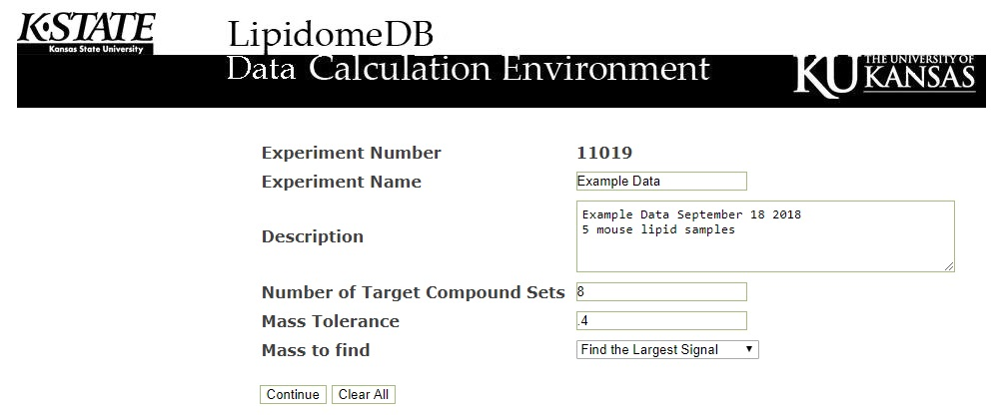 K-STATE
Kansas State University
LipidomeDB
Data Calculation Environment
KU THE UNIVERSITY OF
KANSAS
Experiment Number 11019
Experiment Name Example Data
Description Example Data September 18 2018
5 mouse lipid samples
Number of Target Compound Sets 8
Mass Tolerance .4
Mass to find Find the Largest Signal
Continue Clear All